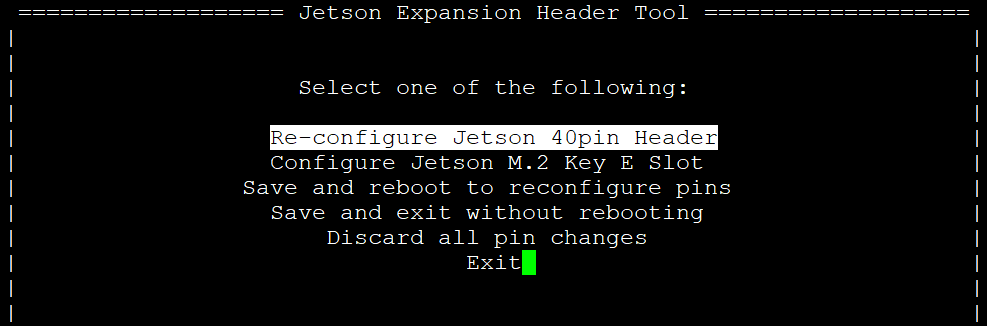 =================== Jetson Expansion Header Tool ===================
Select one of the following:
Re-configure Jetson 40pin Header
Configure Jetson M.2 Key E Slot
Save and reboot to reconfigure pins
Save and exit without rebooting
Discard all pin changes
Exit